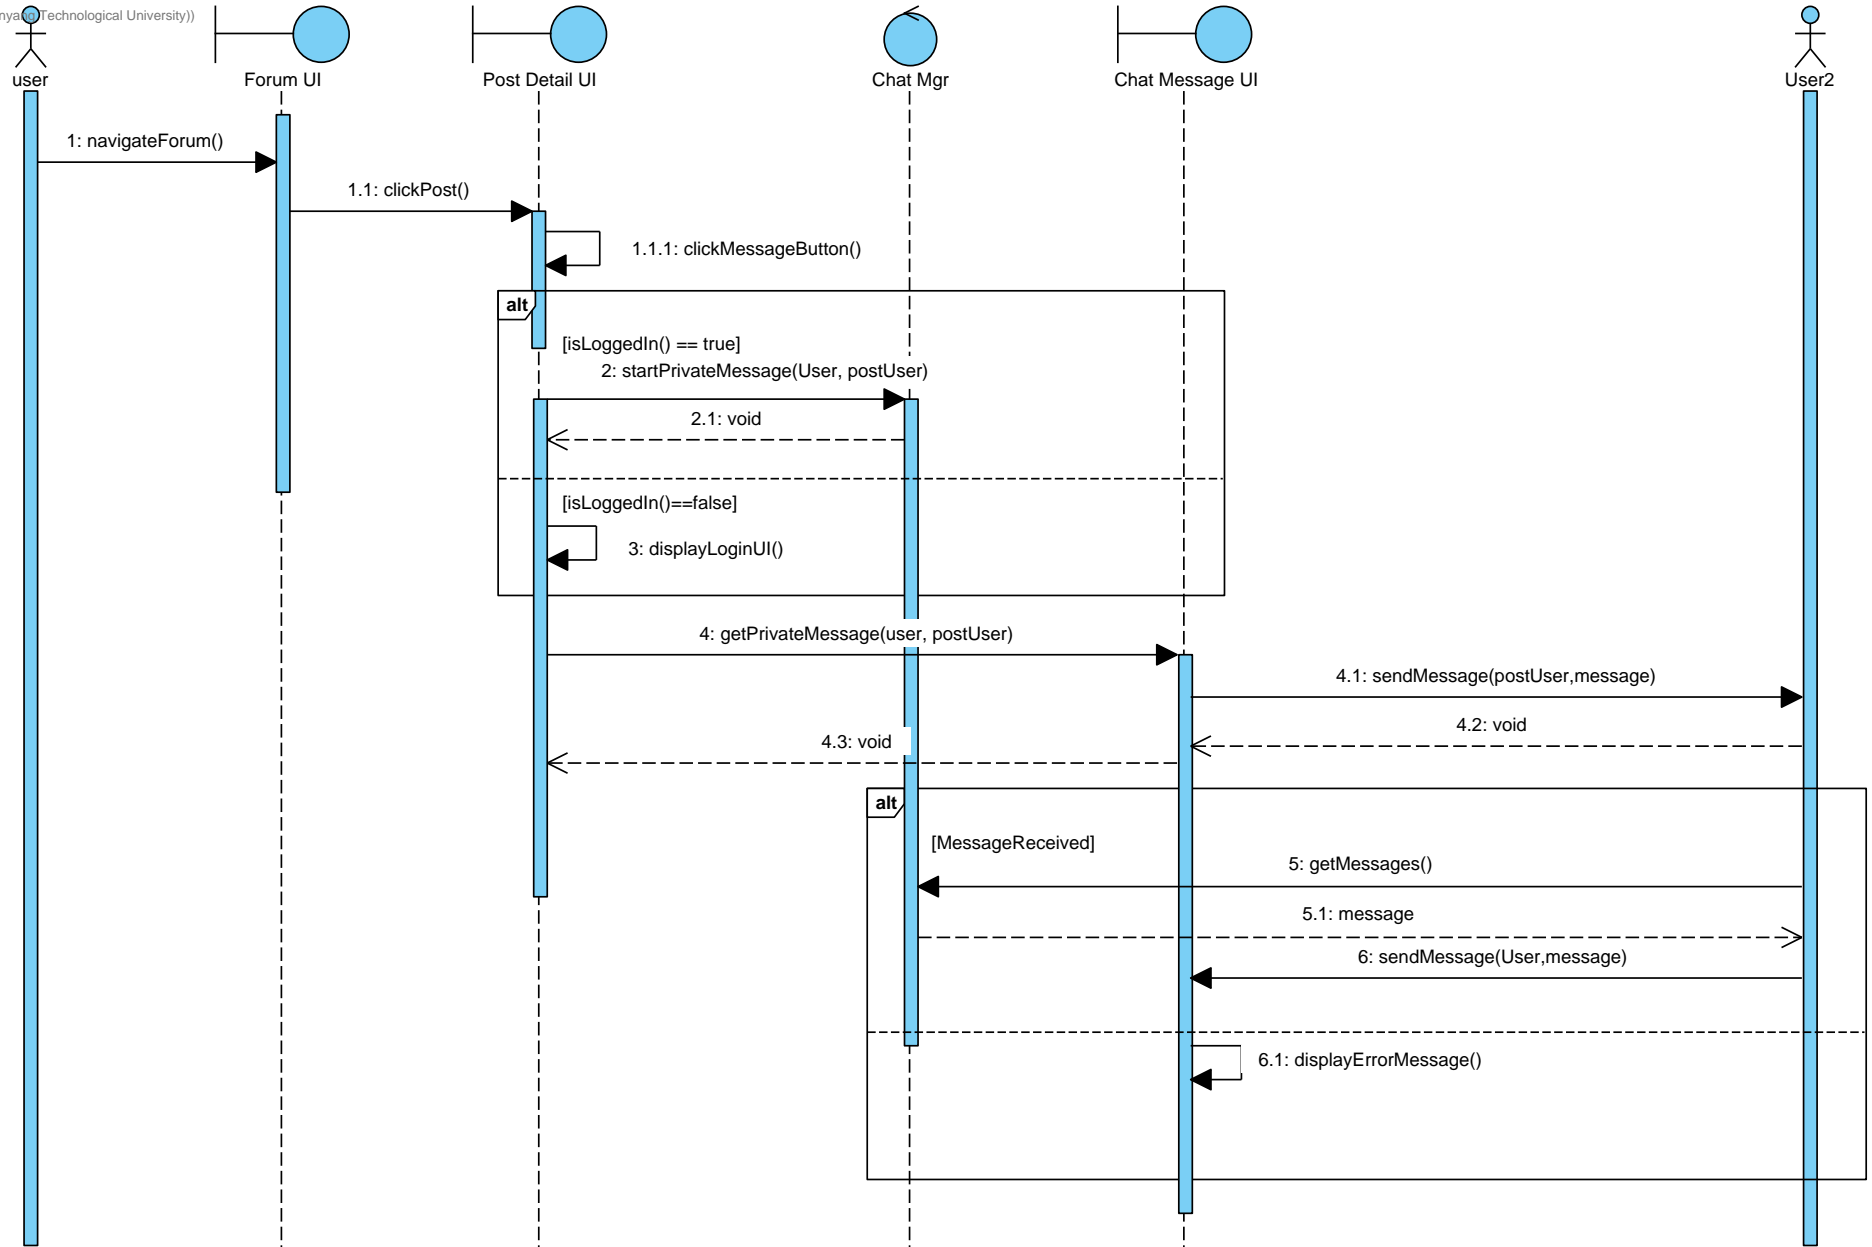 Technological University))
user
Forum UI
Post Detail UI
Chat Mgr
Chat Message UI
User2
1: navigateForum()
1.1: clickPost()
1.1.1: clickMessageButton()
alt
[isLoggedIn() == true]
2: startPrivateMessage(User, postUser)
2.1: void
[isLoggedIn()==false]
3: displayLoginUI()
4: getPrivateMessage(user, postUser)
4.1: sendMessage(postUser,message)
4.2: void
4.3: void
alt
[MessageReceived]
5: getMessages()
5.1: message
6: sendMessage(User,message)
6.1: displayErrorMessage()